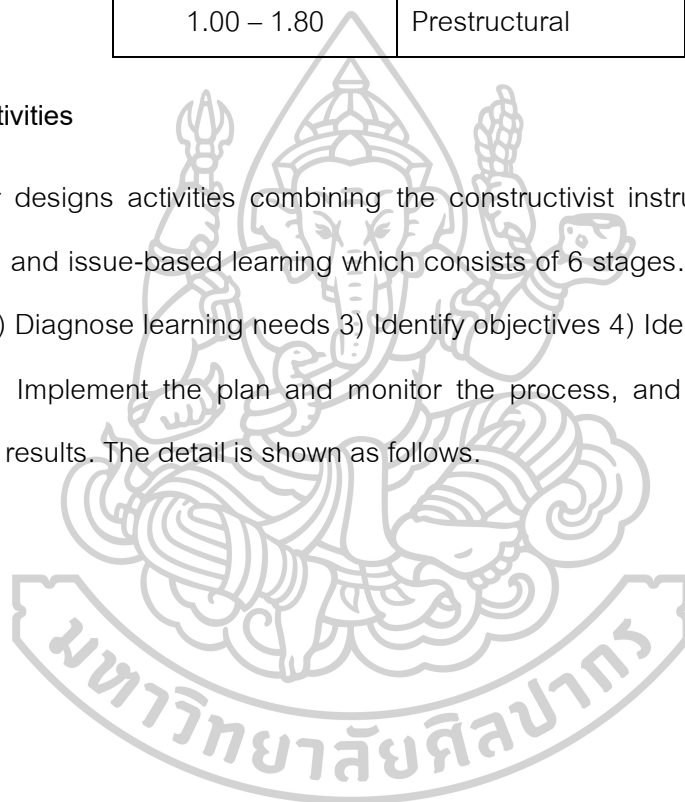 1.00 – 1.80 Prestructural
tivities
designs activities combining the constructivist instru
and issue-based learning which consists of 6 stages.
) Diagnose learning needs 3) Identify objectives 4) Ide
Implement the plan and monitor the process, and
results. The detail is shown as follows.
มหาวิทยาลัยศิลปากร